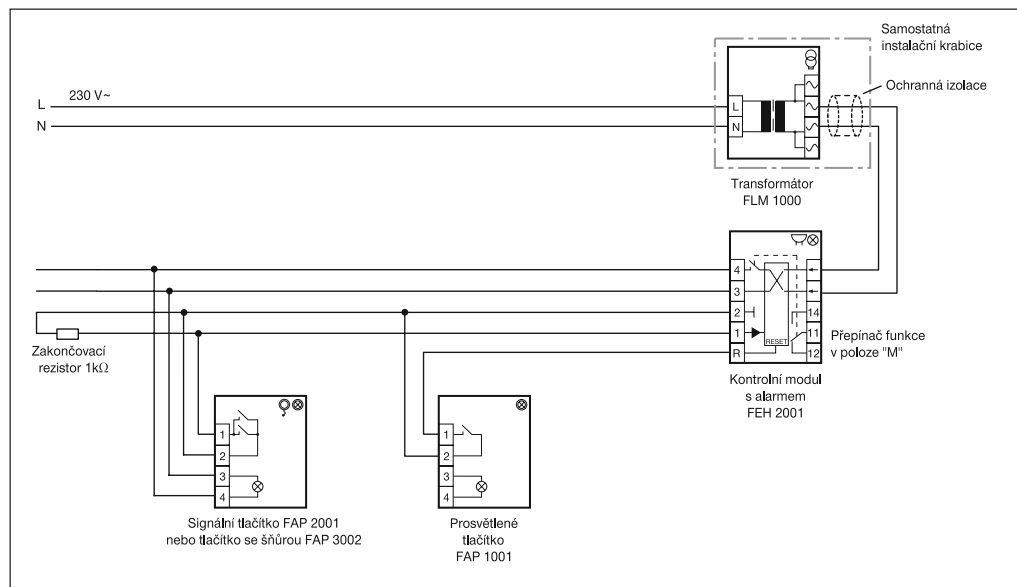 Samostatná
instalační krabice
Ochranná izolace
230 V~
L
N
L
N
Transformátor
FLM 1000
4
3
2
1
R
RESET
14
11
12
Přepínač funkce
v poloze "M"
Zakončovací
rezistor 1kΩ
Kontrolní modul
s alarmem
FEH 2001
1
2
3
4
Signální tlačítko FAP 2001
nebo tlačítko se šňůrou FAP 3002
1
2
3
4
Prosvětlené
tlačítko
FAP 1001